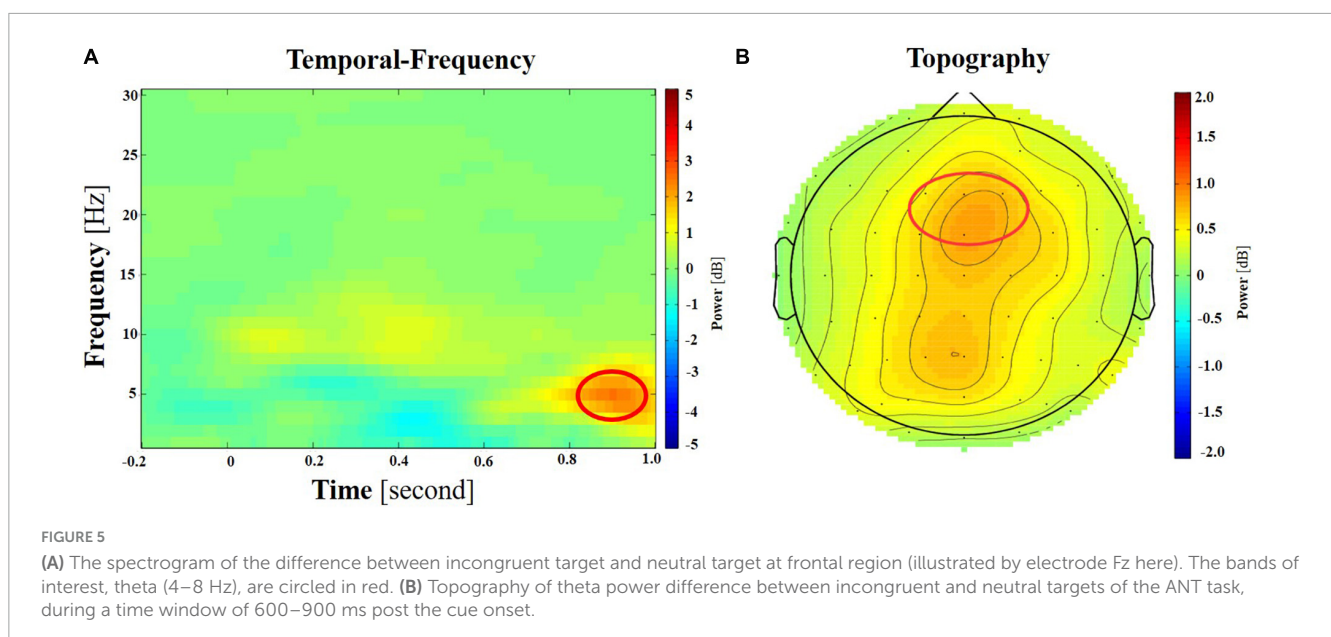 A
Temporal-Frequency
Frequency [Hz]
30
25
20
15
10
5
-0.2
0
0.2
0.4
0.6
0.8
1.0
Time [second]
5
4
3
2
1
0
-1
-2
-3
-4
-5
Power [dB]
B
Topography
2.0
1.5
1.0
0.5
0
-0.5
-1.0
-1.5
-2.0
Power [dB]
FIGURE 5
(A) The spectrogram of the difference between incongruent target and neutral target at frontal region (illustrated by electrode Fz here). The bands of
interest, theta (4–8 Hz), are circled in red. (B) Topography of theta power difference between incongruent and neutral targets of the ANT task,
during a time window of 600–900 ms post the cue onset.